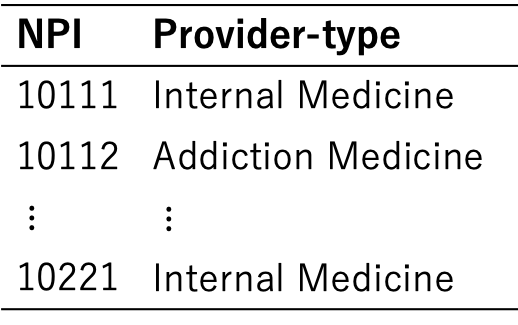 NPI Provider-type
10111 Internal Medicine
10112 Addiction Medicine
⋮ ⋮
10221 Internal Medicine